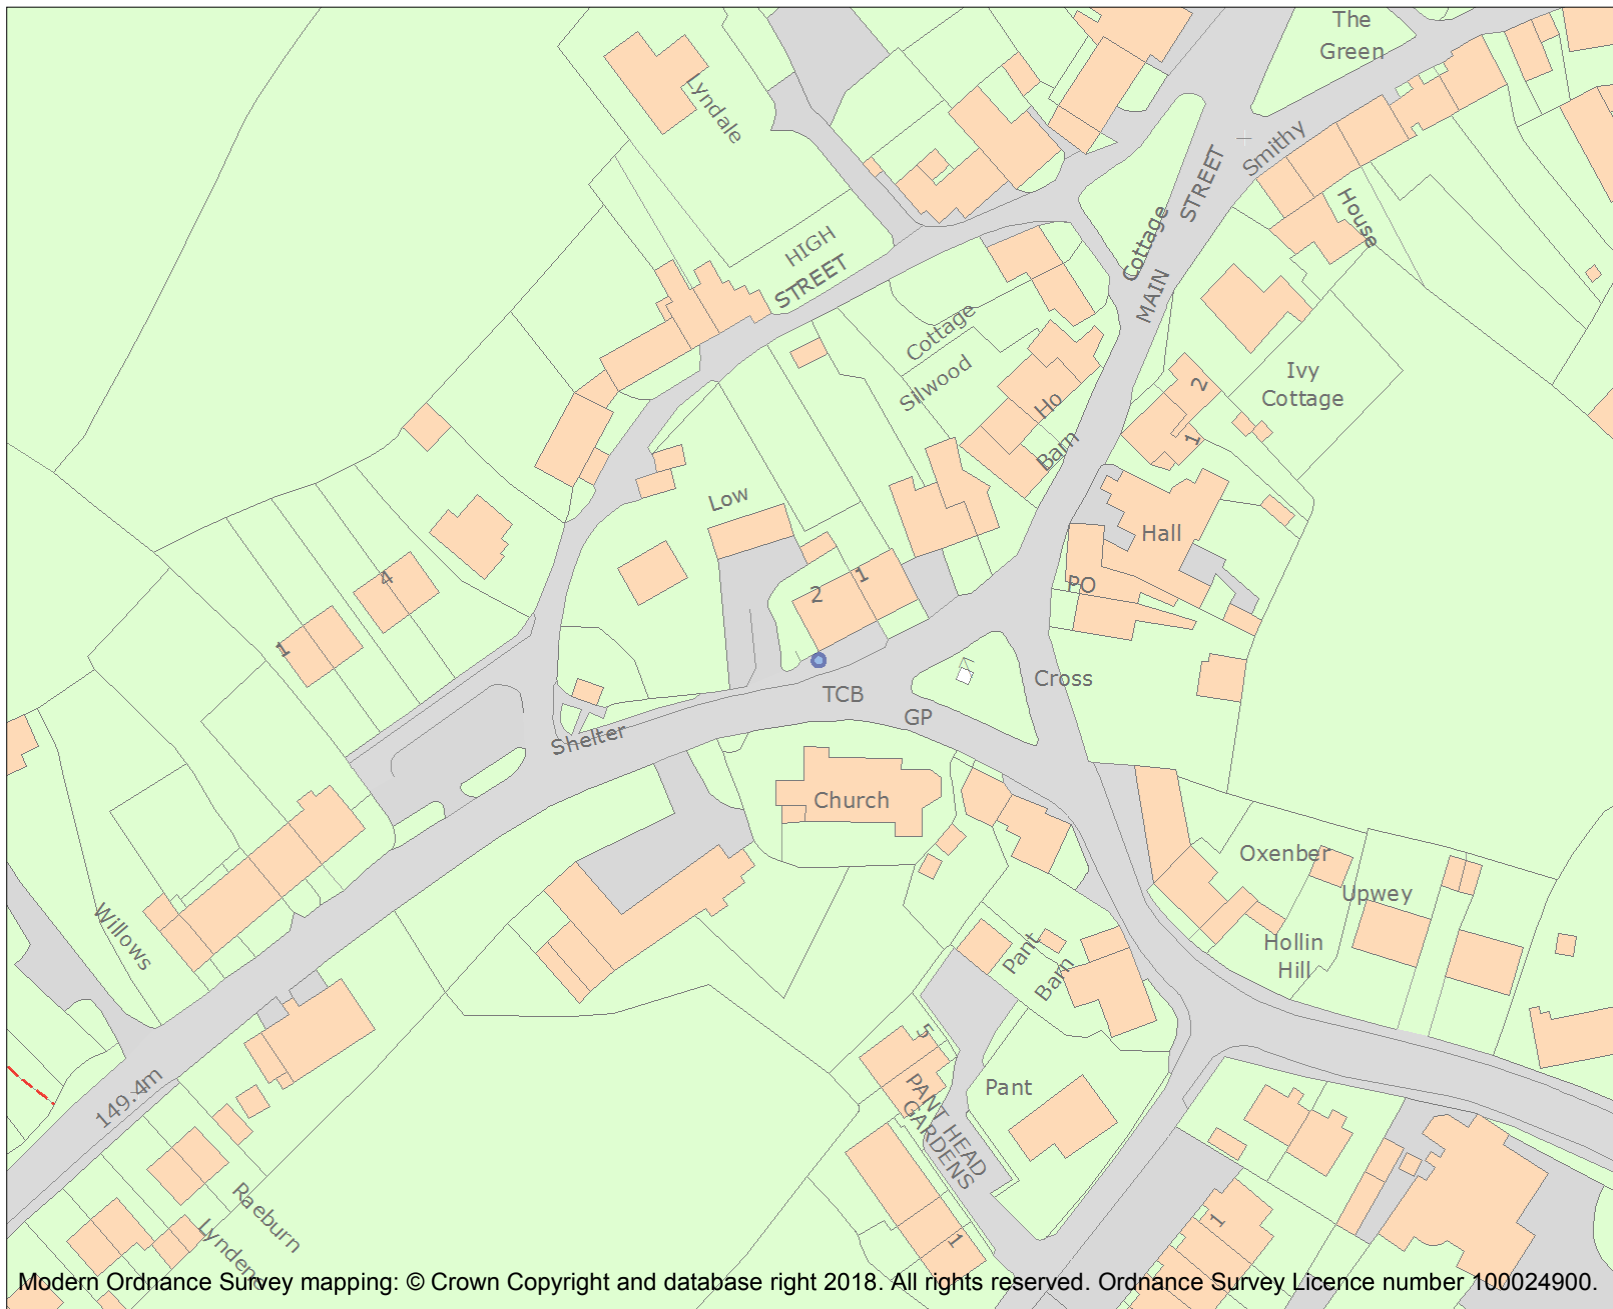 The
Green
Lyndale
Smithy
House
HIGH
STREET
Cottage
MAIN
STREET
Cottage
Silwood
Ho
Barn
2
1
Ivy
Cottage
Low
Hall
PO
4
1
2
1
Cross
TCB
GP
Shelter
Church
Oxenber
Upwey
Hollin
Hill
Willows
Pant
Barn
5
PANT HEAD
GARDENS
Pant
149.4m
Raeburn
Lyndene
1
1
Modern Ordnance Survey mapping: © Crown Copyright and database right 2018. All rights reserved. Ordnance Survey Licence number 100024900.